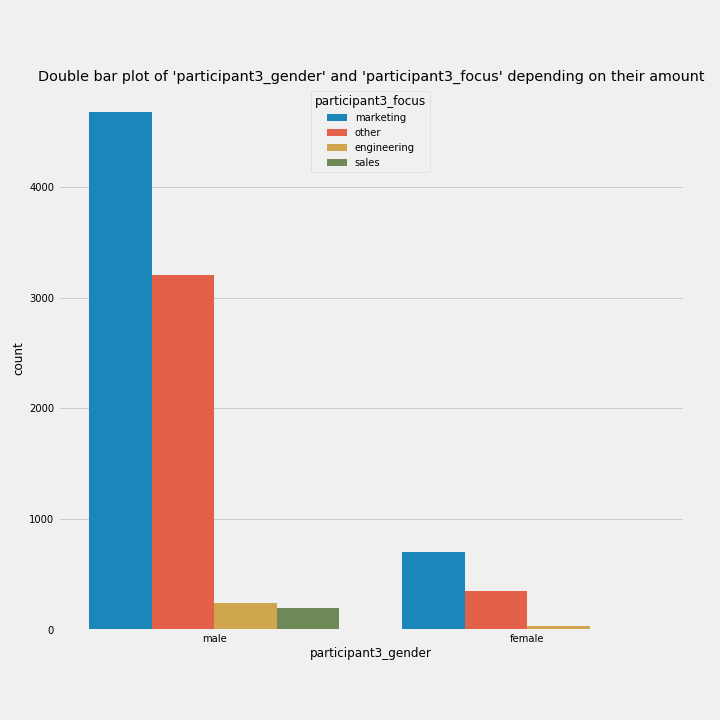 Double bar plot of 'participant3_gender' and 'participant3_focus' depending on their amount
participant3_focus
marketing
other
engineering
sales
4000
3000
2000
1000
0
count
male
female
participant3_gender